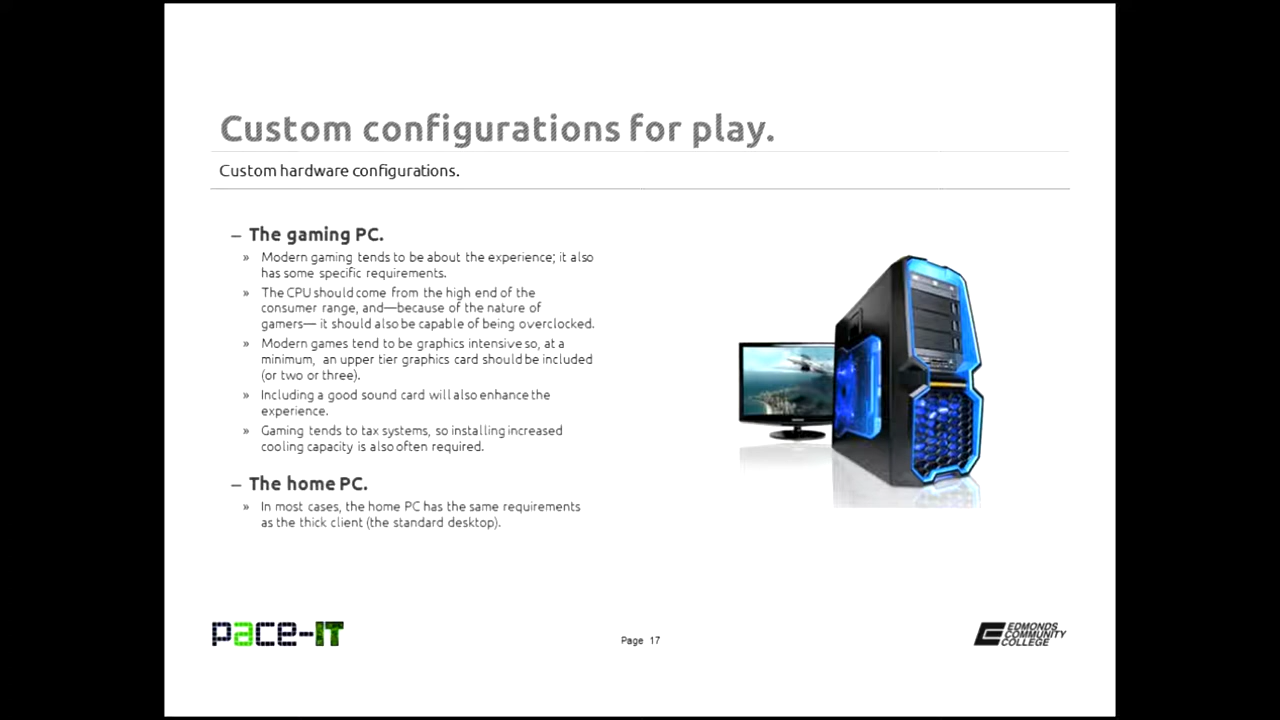 Custom configurations for play.
Custom hardware configurations.
– The gaming PC.
» Modern gaming tends to be about the experience; it also
has some specific requirements.
» The CPU should come from the high end of the
consumer range, and—because of the nature of
gamers— it should also be capable of being overclocked.
» Modern games tend to be graphics intensive so, at a
minimum, an upper tier graphics card should be included
(or two or three).
» Including a good sound card will also enhance the
experience.
» Gaming tends to tax systems, so installing increased
cooling capacity is also often required.
– The home PC.
» In most cases, the home PC has the same requirements
as the thick client (the standard desktop).
pace-IT
Page 17
EDMONDS
COMMUNITY
COLLEGE